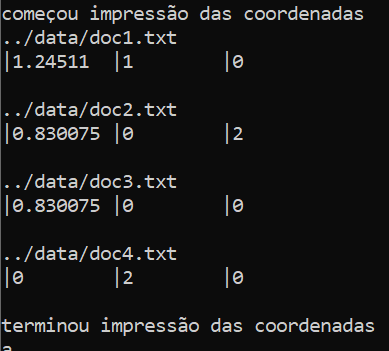 começou impressão das coordenadas
../data/doc1.txt
|1.24511  |1       |0
../data/doc2.txt
|0.830075 |0       |2
../data/doc3.txt
|0.830075 |0       |0
../data/doc4.txt
|0        |2       |0
terminou impressão das coordenadas
a